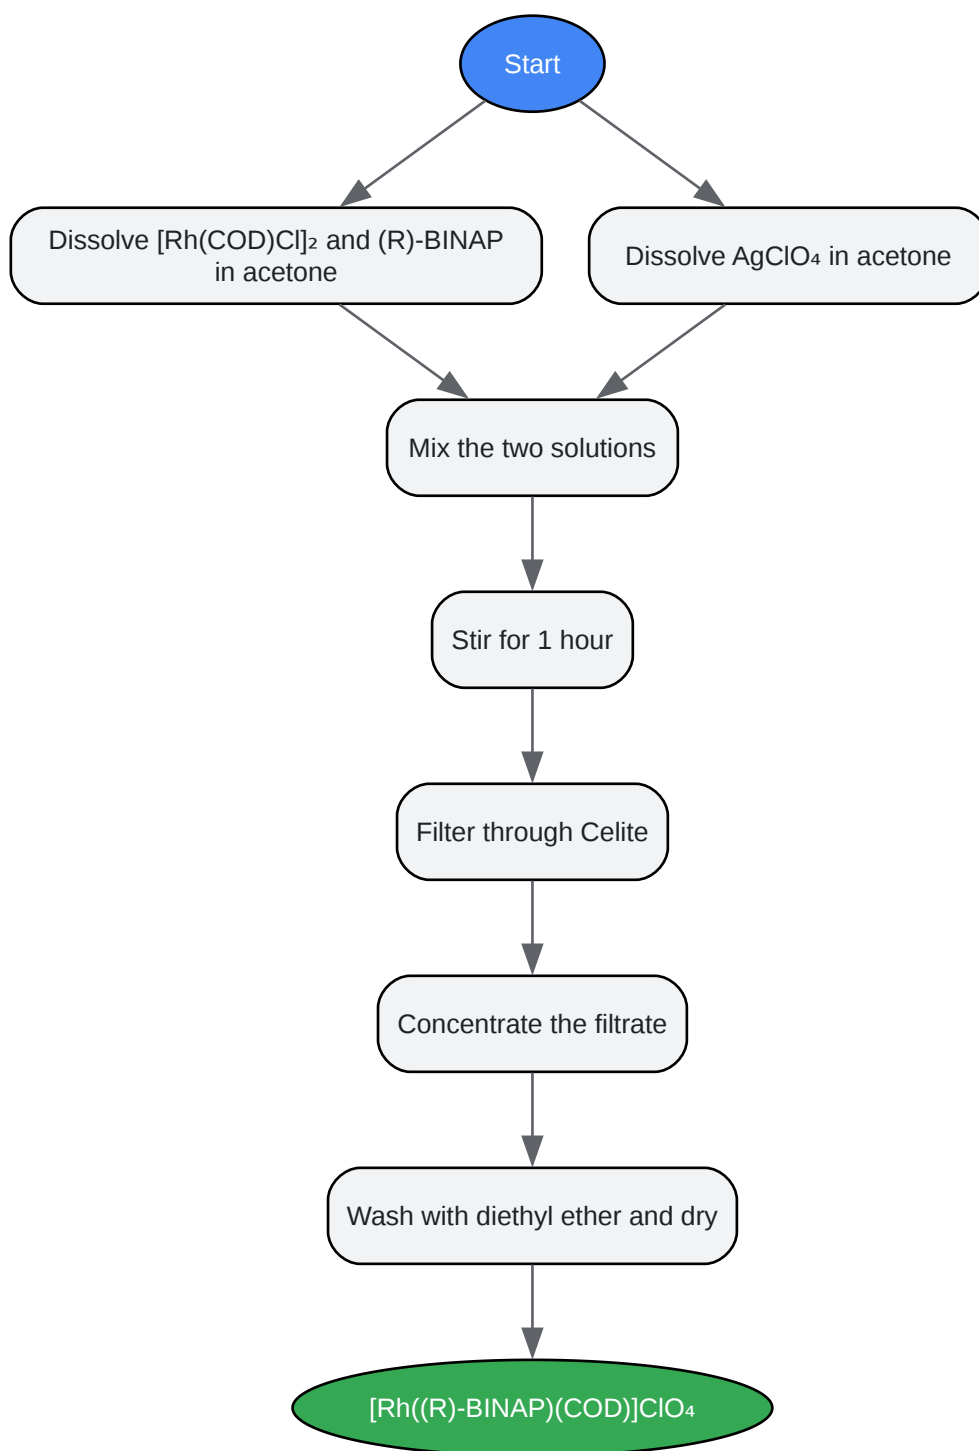 Start
Dissolve [Rh(COD)Cl]₂ and (R)-BINAP
in acetone
Dissolve AgClO₄ in acetone
Mix the two solutions
Stir for 1 hour
Filter through Celite
Concentrate the filtrate
Wash with diethyl ether and dry
[Rh((R)-BINAP)(COD)]ClO₄